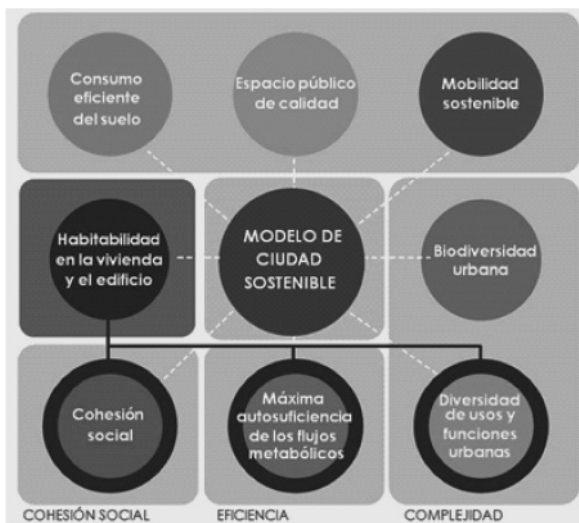 Consumo
eficiente
del suelo
Espacio público
de calidad
Mobilidad
sostenible
Habitabilidad
en la vivienda
y el edificio
MODELO DE
CIUDAD
SOSTENIBLE
Biodiversidad
urbana
Cohesión
social
Máxima
autosuficiencia
de los flujos
metabólicos
Diversidad
de usos y
funciones
urbanas
COHESIÓN SOCIAL
EFICIENCIA
COMPLEJIDAD